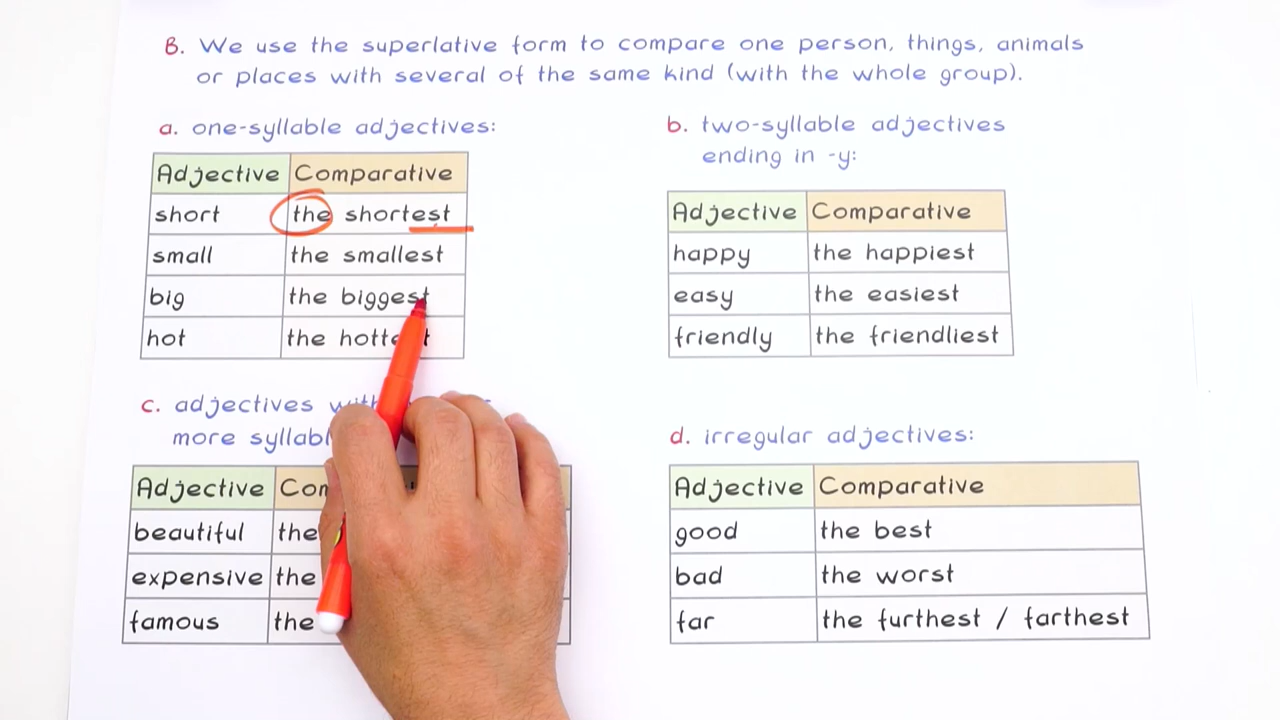 B. We use the superlative form to compare one person, things, animals
or places with several of the same kind (with the whole group).
a. one-syllable adjectives:
Adjective Comparative
short the shortest
small the smallest
big the biggest
hot the
b. two-syllable adjectives
ending in -y:
Adjective Comparative
happy the happiest
easy the easiest
friendly the friendliest
c. adjectives
more
Adjective
beautiful the
expensive the
famous the
d. irregular adjectives:
Adjective Comparative
good the best
bad the worst
far the furthest / farthest